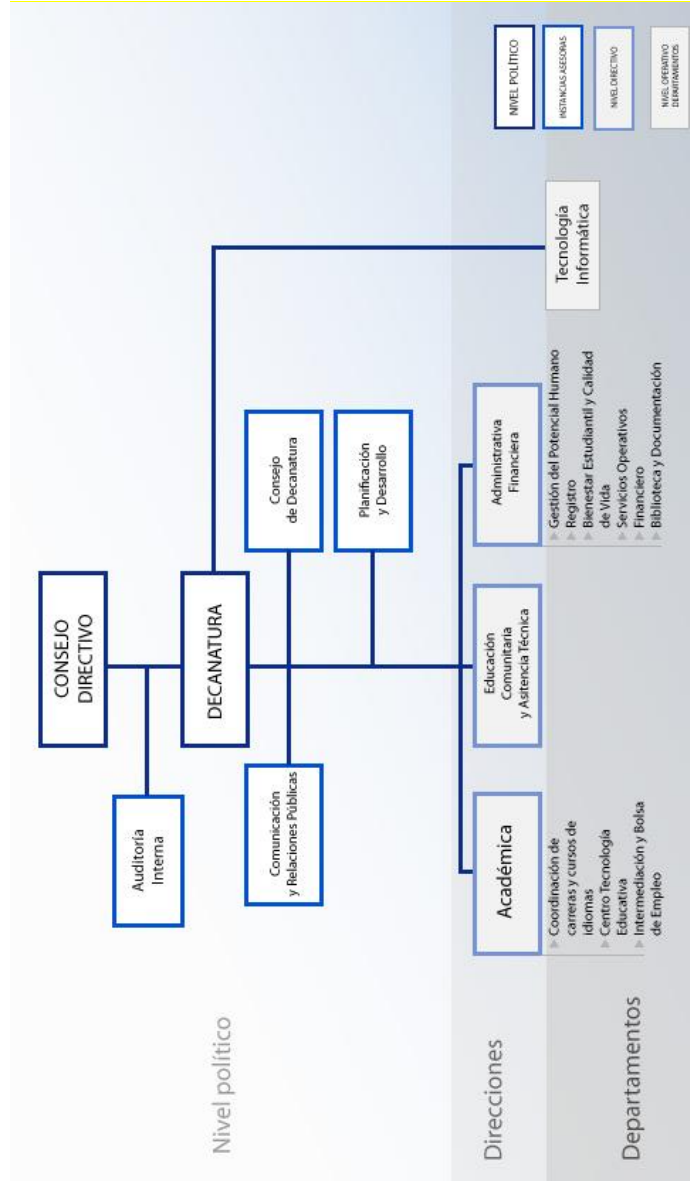 CONSEJO
DIRECTIVO
Auditoría
Interna
DECANATURA
Comunicación
y Relaciones Públicas
Consejo
de Decanatura
Planificación
y Desarrollo
Nivel político
Direcciones
Académica
Educación
Comunitaria
y Asitencia Técnica
Administrativa
Financiera
Departamentos
Coordinación de
carreras y cursos de
idiomas
Centro Tecnología
Educativa
Intermediación y Bolsa
de Empleo
Gestión del Potencial Humano
Registro
Bienestar Estudiantil y Calidad
de Vida
Servicios Operativos
Financiero
Biblioteca y Documentación
Tecnología
Informática
NIVEL POLÍTICO
INSTANCIAS ASESORAS
NIVEL DIRECTIVO
NIVEL OPERATIVO
DEPARTAMENTOS